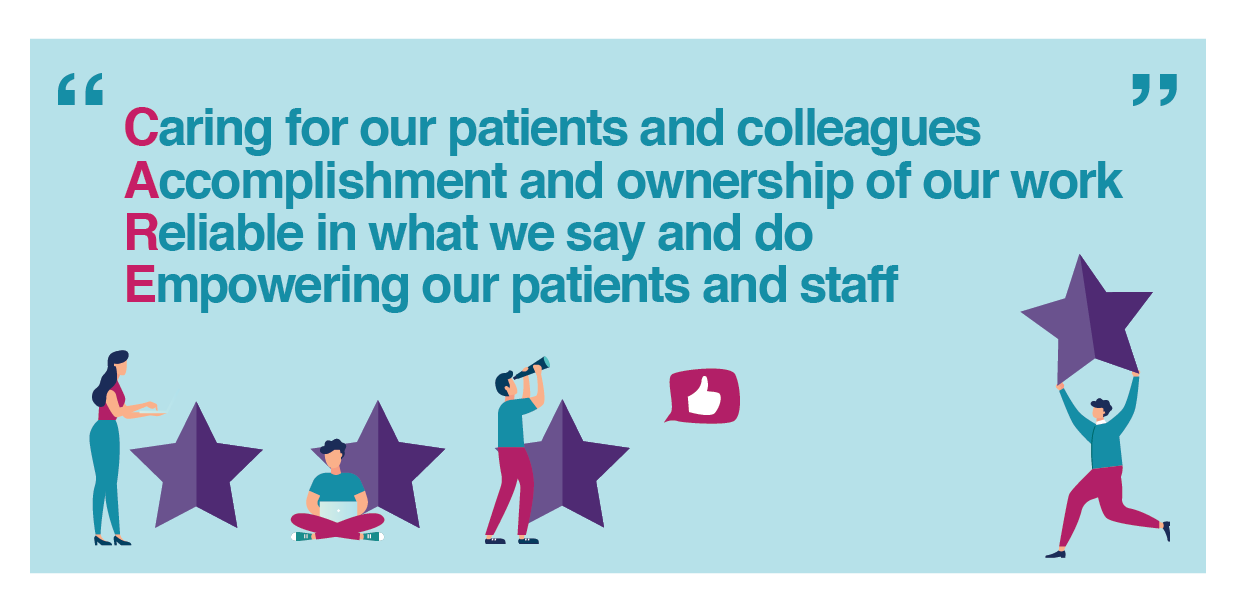 “ ”
Caring for our patients and colleagues
Accomplishment and ownership of our work
Reliable in what we say and do
Empowering our patients and staff